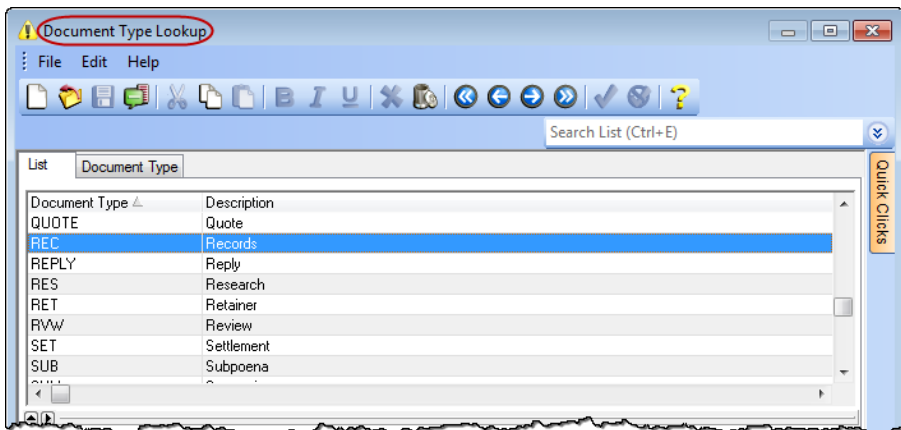 Document Type Lookup
File Edit Help
B I U ?
Search List (Ctrl+E)
List Document Type
Quick Clicks
Document Type Description
QUOTE Quote
REC Records
REPLY Reply
RES Research
RET Retainer
RVW Review
SET Settlement
SUB Subpoena